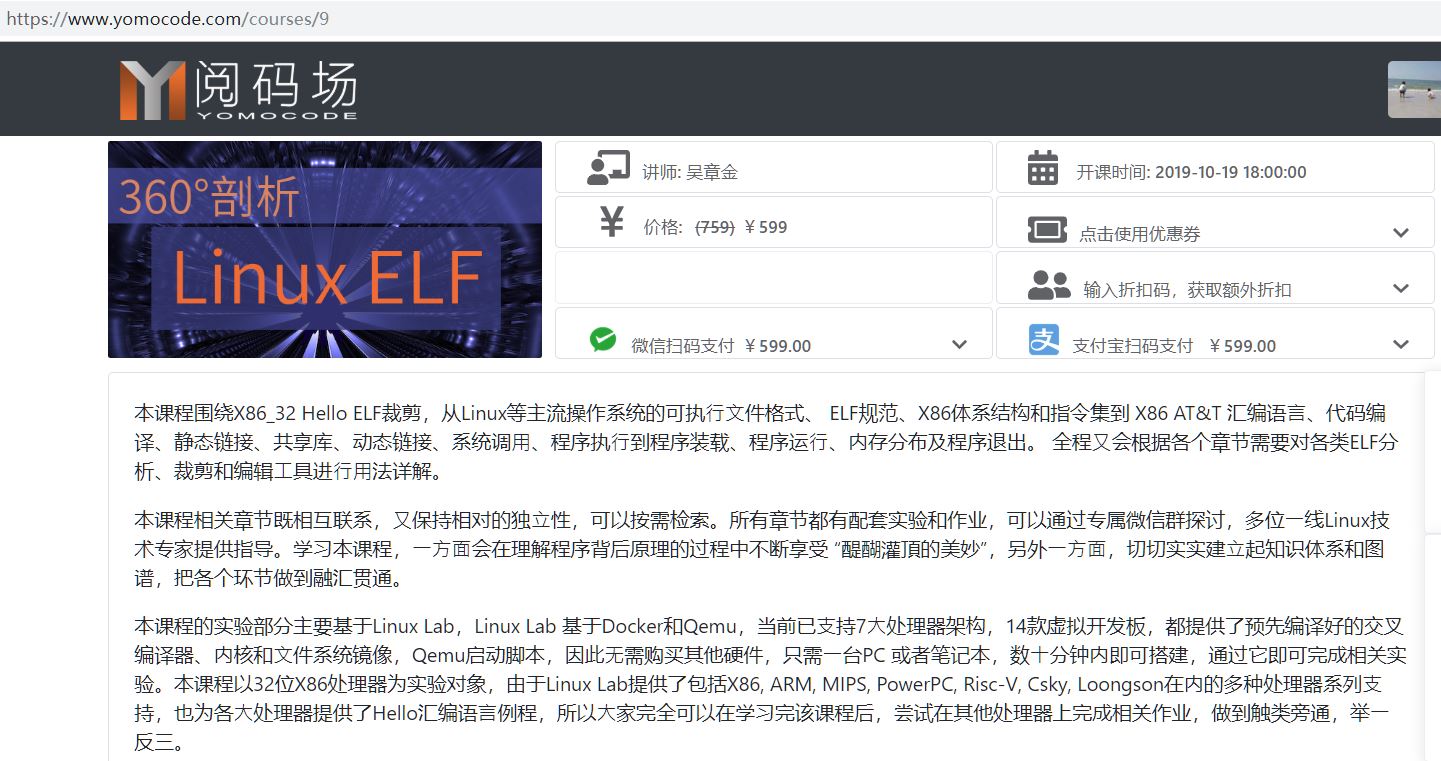 https://www.yomocode.com/courses/9
阅码场
YOMOCODE
360°剖析
Linux ELF
讲师: 吴章金
开课时间: 2019-10-19 18:00:00
价格: (759) ￥599
点击使用优惠券
输入折扣码，获取额外折扣
微信扫码支付 ￥599.00
支付宝扫码支付 ￥599.00
本课程围绕X86_32 Hello ELF裁剪，从Linux等主流操作系统的可执行文件格式、 ELF规范、X86体系结构和指令集到 X86 AT&T 汇编语言、代码编
译、静态链接、共享库、动态链接、系统调用、程序执行到程序装载、程序运行、内存分布及程序退出。 全程又会根据各个章节需要对各类ELF分
析、裁剪和编辑工具进行用法详解。
本课程相关章节既相互联系，又保持相对的独立性，可以按需检索。所有章节都有配套实验和作业，可以通过专属微信群探讨，多位一线Linux技
术专家提供指导。学习本课程，一方面会在理解程序背后原理的过程中不断享受 “醍醐灌頂的美妙”，另外一方面，切切实实建立起知识体系和图
谱，把各个环节做到融汇贯通。
本课程的实验部分主要基于Linux Lab，Linux Lab 基于Docker和Qemu，当前已支持7大处理器架构，14款虚拟开发板，都提供了预先编译好的交叉
编译器、内核和文件系统镜像，Qemu启动脚本，因此无需购买其他硬件，只需一台PC 或者笔记本，数十分钟内即可搭建，通过它即可完成相关实
验。本课程以32位X86处理器为实验对象，由于Linux Lab提供了包括X86, ARM, MIPS, PowerPC, Risc-V, Csky, Loongson在内的多种处理器系列支
持，也为各大处理器提供了Hello汇编语言例程，所以大家完全可以在学习完该课程后，尝试在其他处理器上完成相关作业，做到触类旁通，举一
反三。